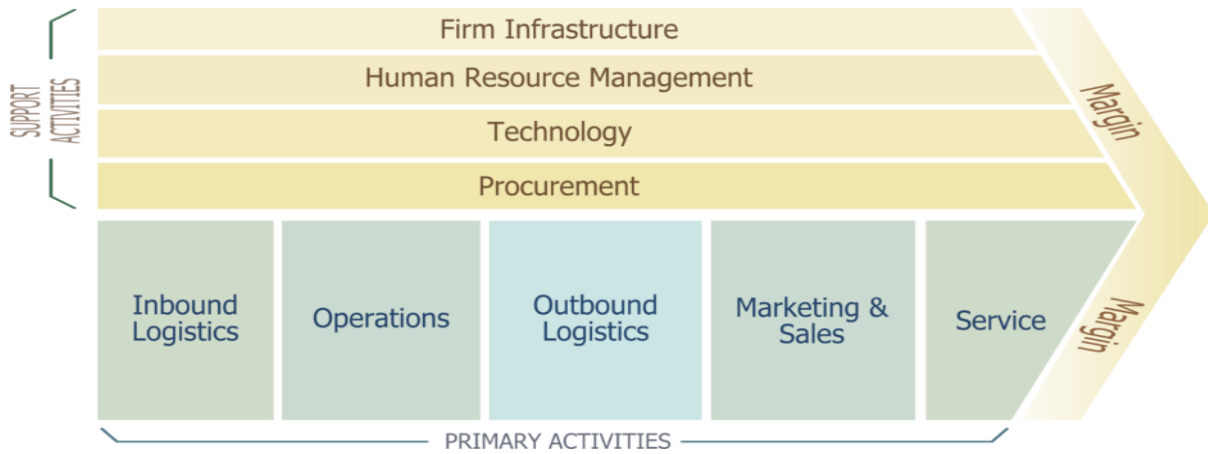 SUPPORT
ACTIVITIES
Firm Infrastructure
Human Resource Management
Technology
Procurement
Margin
Inbound
Logistics
Operations
Outbound
Logistics
Marketing &
Sales
Service
Margin
PRIMARY ACTIVITIES